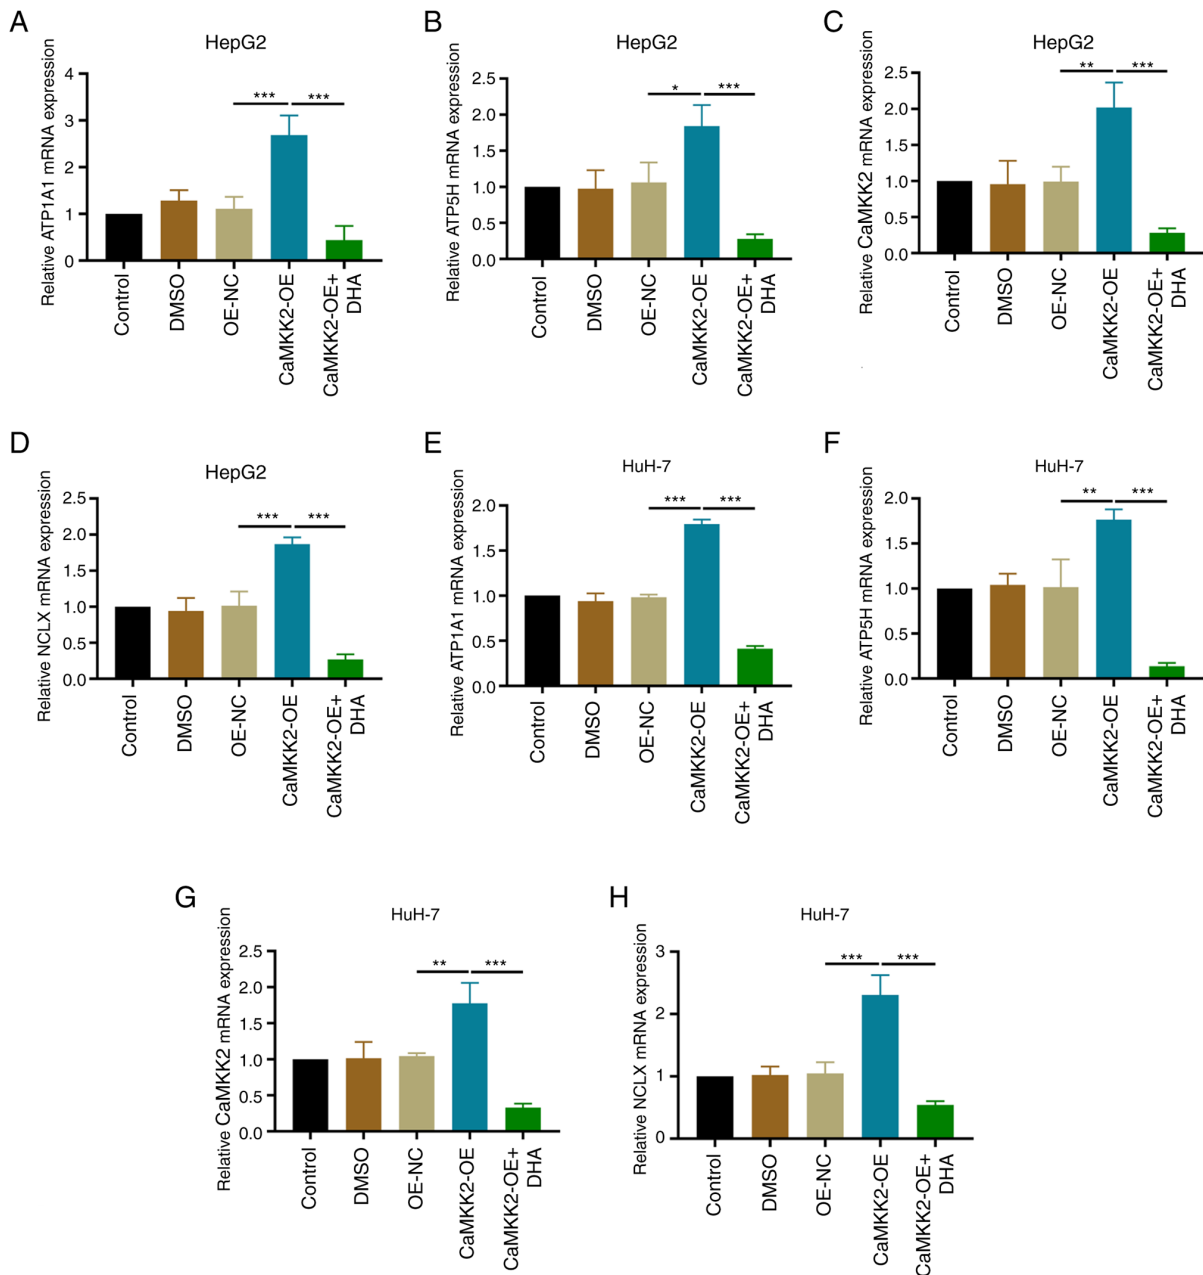 A
HepG2
Relative ATP1A1 mRNA expression
4
3
2
1
0
***
***
Control
DMSO
OE-NC
CaMKK2-OE
CaMKK2-OE+
DHA
B
HepG2
Relative ATP5H mRNA expression
2.5
2.0
1.5
1.0
0.5
0.0
*
***
Control
DMSO
OE-NC
CaMKK2-OE
CaMKK2-OE+
DHA
C
HepG2
Relative CaMKK2 mRNA expression
2.5
2.0
1.5
1.0
0.5
0.0
**
***
Control
DMSO
OE-NC
CaMKK2-OE
CaMKK2-OE+
DHA
D
HepG2
Relative NCLX mRNA expression
2.5
2.0
1.5
1.0
0.5
0.0
***
***
Control
DMSO
OE-NC
CaMKK2-OE
CaMKK2-OE+
DHA
E
HuH-7
Relative ATP1A1 mRNA expression
2.0
1.5
1.0
0.5
0.0
***
***
Control
DMSO
OE-NC
CaMKK2-OE
CaMKK2-OE+
DHA
F
HuH-7
Relative ATP5H mRNA expression
2.0
1.5
1.0
0.5
0.0
**
***
Control
DMSO
OE-NC
CaMKK2-OE
CaMKK2-OE+
DHA
G
HuH-7
Relative CaMKK2 mRNA expression
2.5
2.0
1.5
1.0
0.5
0.0
**
***
Control
DMSO
OE-NC
CaMKK2-OE
CaMKK2-OE+
DHA
H
HuH-7
Relative NCLX mRNA expression
3
2
1
0
***
***
Control
DMSO
OE-NC
CaMKK2-OE
CaMKK2-OE+
DHA